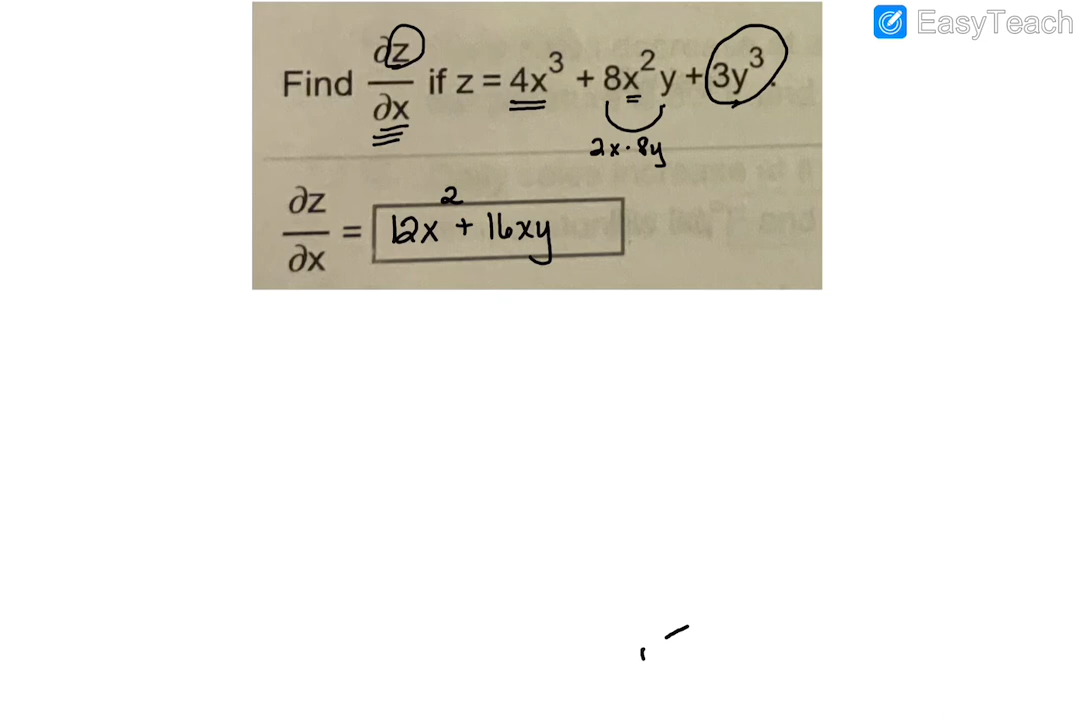 EasyTeach
Find ∂z/∂x if z = 4x³ + 8x²y + 3y³.
2x · 8y
∂z/∂x = 12x² + 16xy